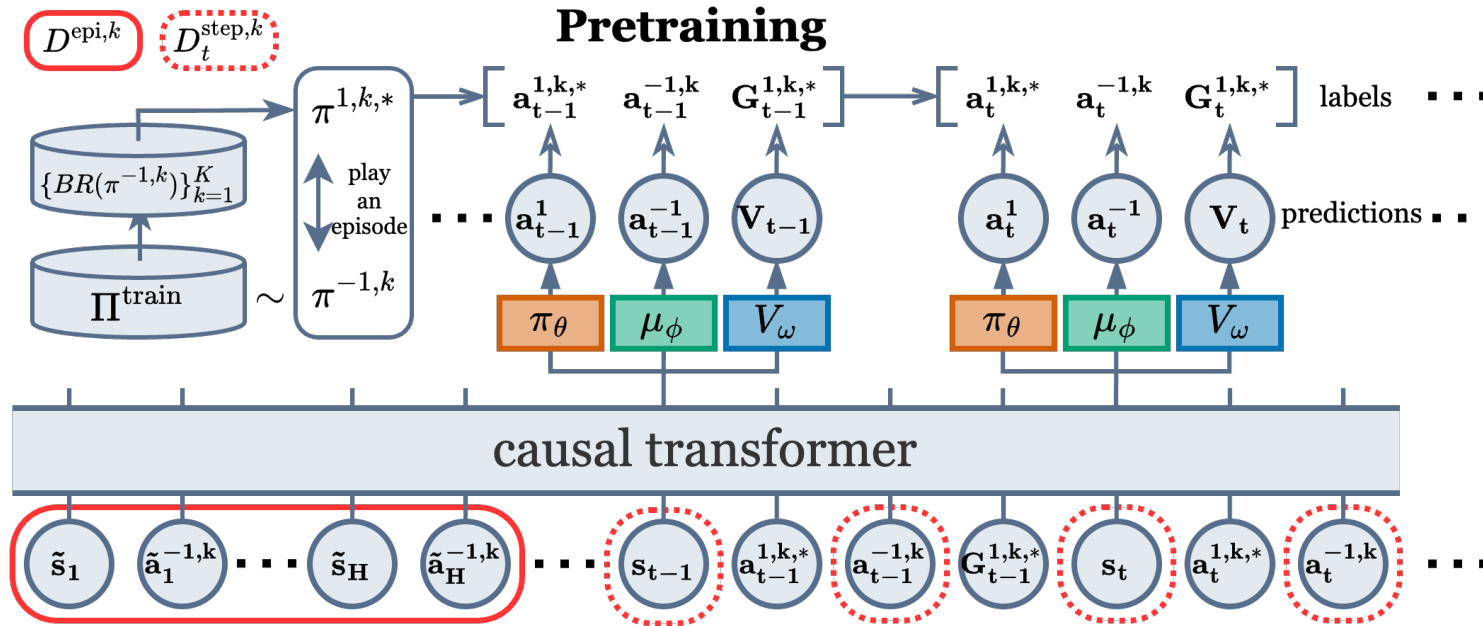 Pretraining
D^{epi,k} D_t^{step,k}
π^{1,k,*}
play
an
episode
π^{-1,k}
{BR(π^{-1,k})}_{k=1}^K
Π^{train} ~
a_{t-1}^{1,k,*} a_{t-1}^{-1,k} G_{t-1}^{1,k,*} a_t^{1,k,*} a_t^{-1,k} G_t^{1,k,*} labels
a_{t-1}^1 a_{t-1}^{-1} V_{t-1} a_t^1 a_t^{-1} V_t predictions
π_θ μ_ϕ V_ω π_θ μ_ϕ V_ω
causal transformer
s̃_1 ã_1^{-1,k} s̃_H ã_H^{-1,k} s_{t-1} a_{t-1}^{1,k,*} a_{t-1}^{-1,k} G_{t-1}^{1,k,*} s_t a_t^{1,k,*} a_t^{-1,k}